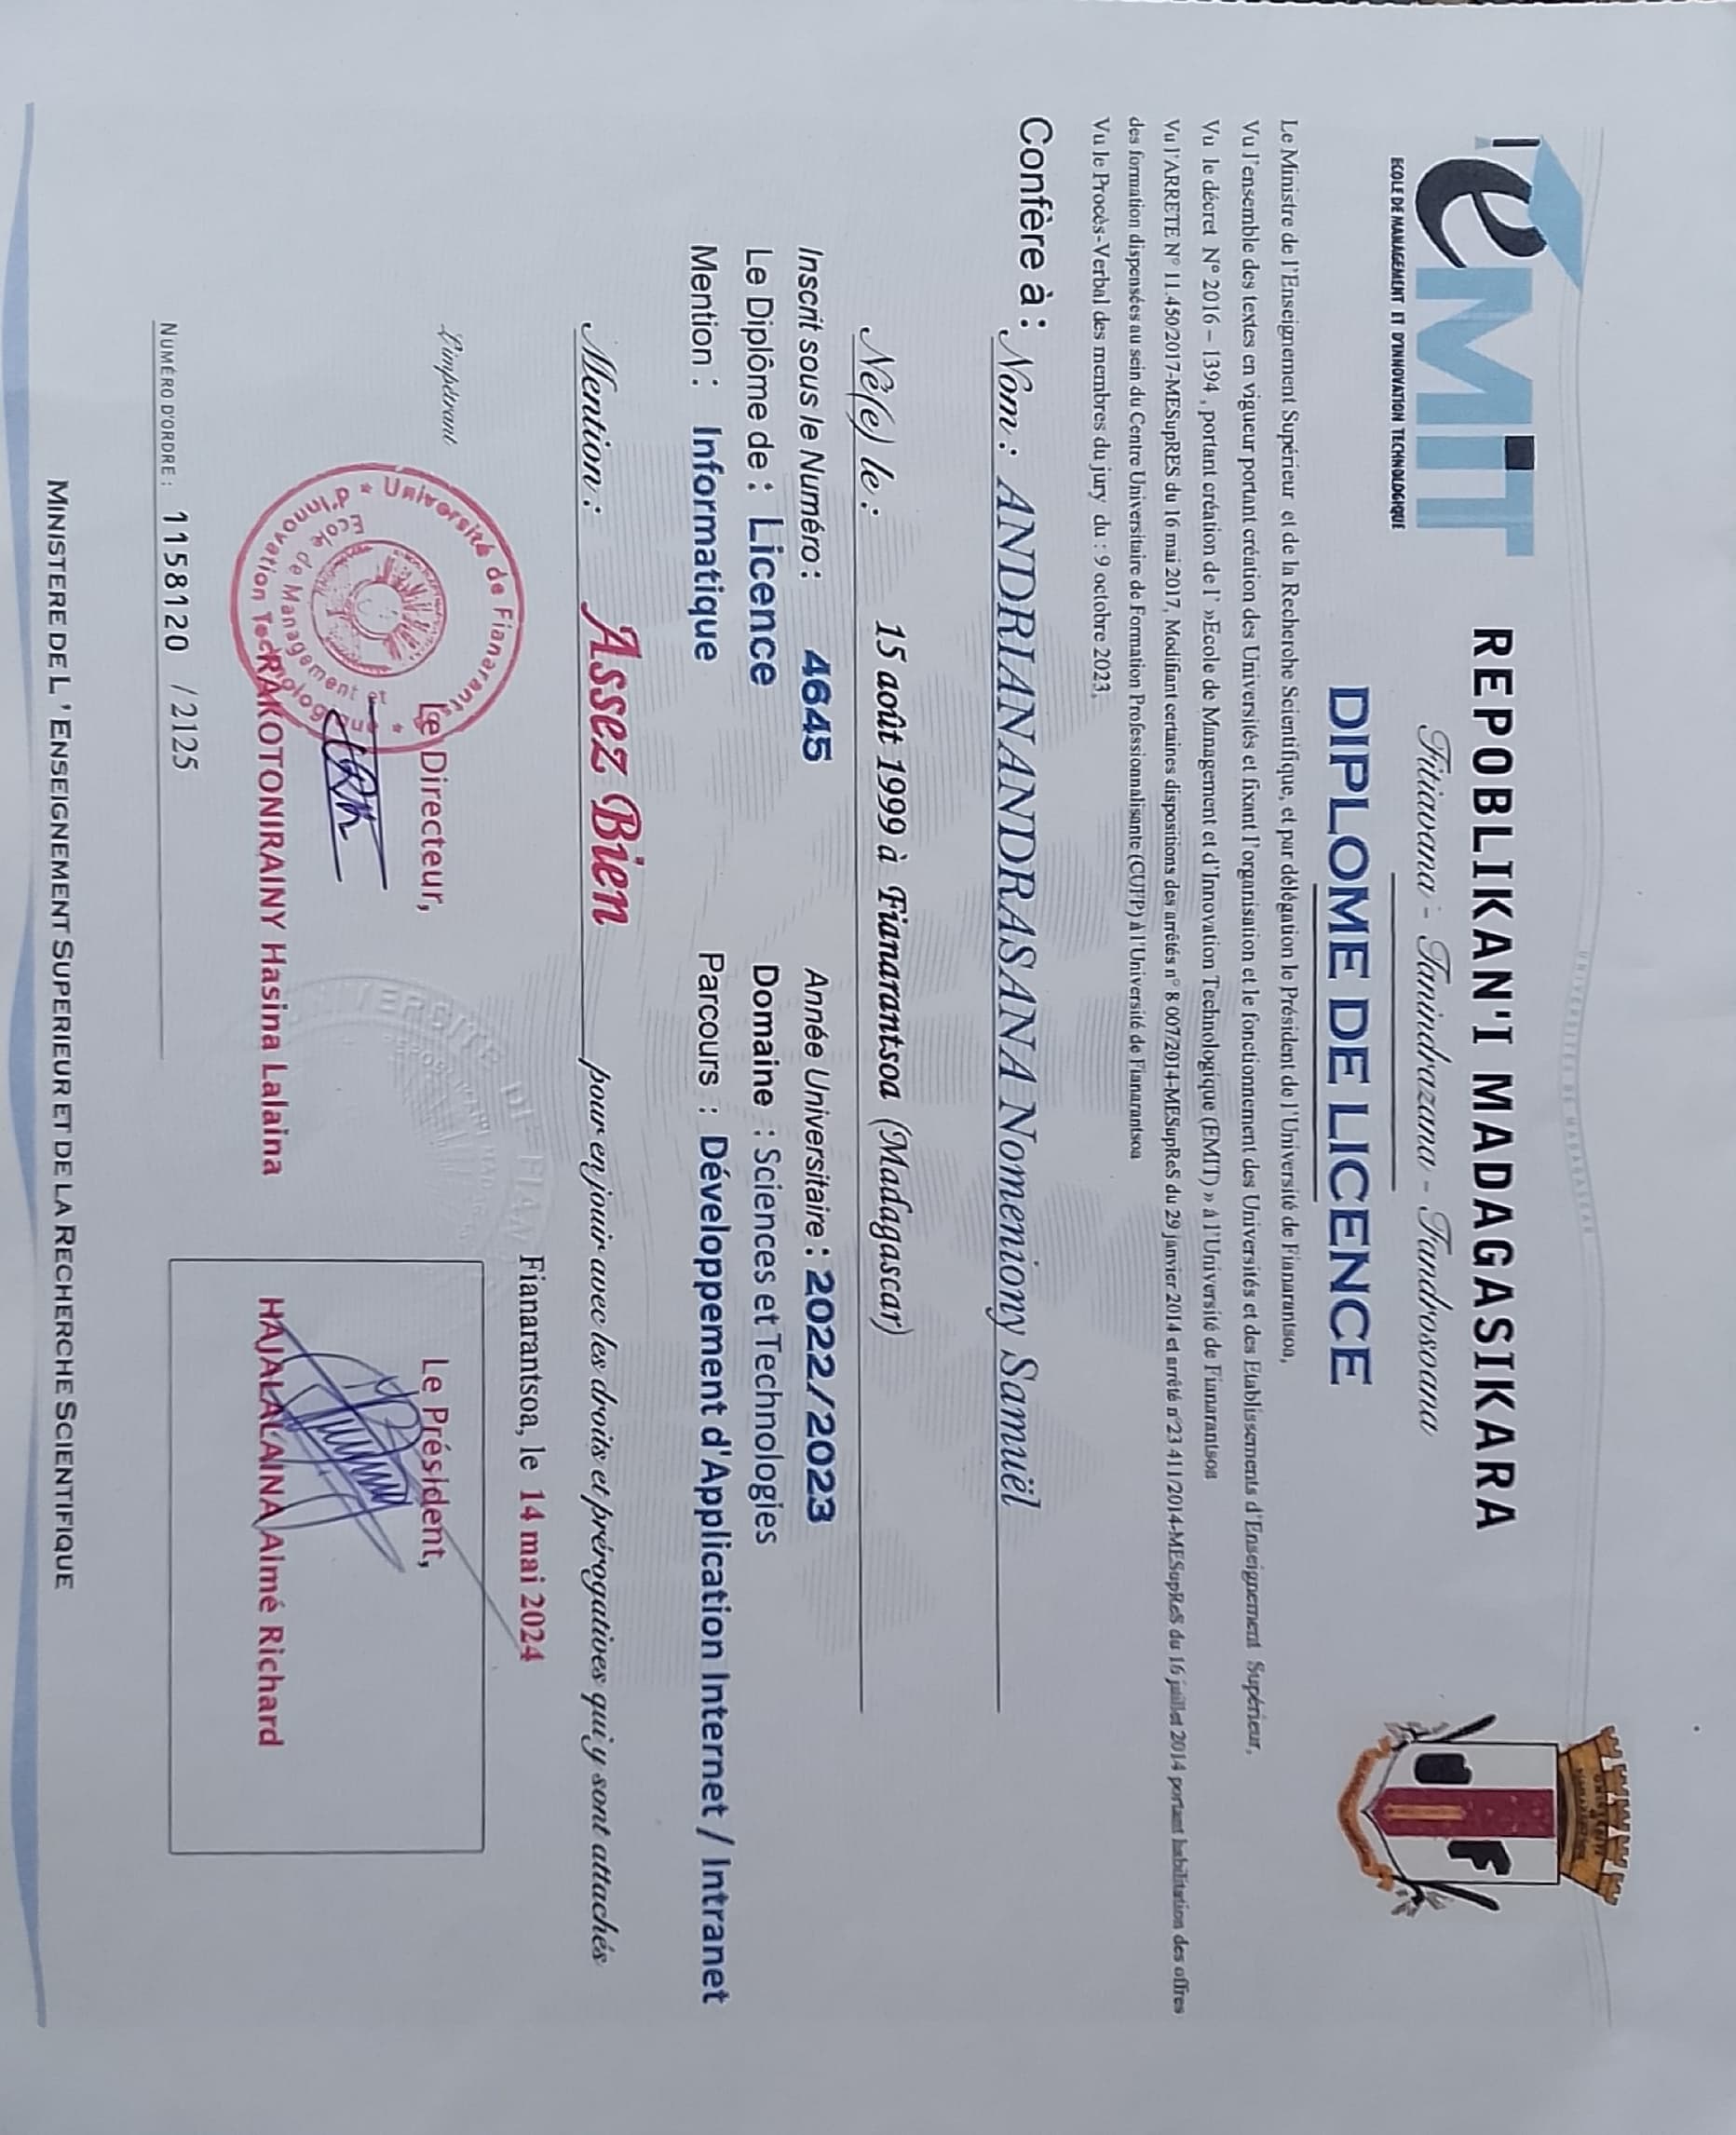 UNIVERSITES DE MADAGASCAR
l'eMIT
ECOLE DE MANAGEMENT ET D'INNOVATION TECHNOLOGIQUE
REPOBLIKAN'I MADAGASIKARA
Fitiavana - Tanindrazana - Fandrosoana
DIPLOME DE LICENCE
U F
Le Ministre de l'Enseignement Supérieur et de la Recherche Scientifique, et par délégation le Président de l'Université de Fianarantsoa,
Vu l'ensemble des textes en vigueur portant création des Universités et fixant l'organisation et le fonctionnement des Universités et des Etablissements d'Enseignement Supérieur,
Vu le décret N° 2016 – 1394 , portant création de l' »Ecole de Management et d'Innovation Technologique (EMIT) » à l'Université de Fianarantsoa
Vu l'ARRETE N° 11.450/2017-MESupRES du 16 mai 2017, Modifiant certaines dispositions des arrêtés n° 8 007/2014-MESupReS du 29 janvier 2014 et arrêté n°23 411/2014-MESupReS du 16 juillet 2014 portant habilitation des offres
des formation dispensées au sein du Centre Universitaire de Formation Professionnalisante (CUFP) à l'Université de Fianarantsoa
Vu le Procès-Verbal des membres du jury du : 9 octobre 2023,
Confère à : Nom : ANDRIANANDRASANA Nomeniony Samuël
Né(e) le : 15 août 1999 à Fianarantsoa (Madagascar)
Inscrit sous le Numéro : 4645 Année Universitaire : 2022/2023
Le Diplôme de : Licence Domaine : Sciences et Technologies
Mention : Informatique Parcours : Développement d'Application Internet / Intranet
Mention : Assez Bien pour en jouir avec les droits et prérogatives qui y sont attachés
Fianarantsoa, le 14 mai 2024
L'impétrant Le Directeur, Le Président,
Université de Fianarantsoa
Ecole de Management et
d'Innovation Technologique
UNIVERSITE DE FIAN
RAKOTONIRAINY Hasina Lalaina HAJALALAINA Aimé Richard
NUMÉRO D'ORDRE : 1158120 /2125
MINISTERE DE L'ENSEIGNEMENT SUPERIEUR ET DE LA RECHERCHE SCIENTIFIQUE